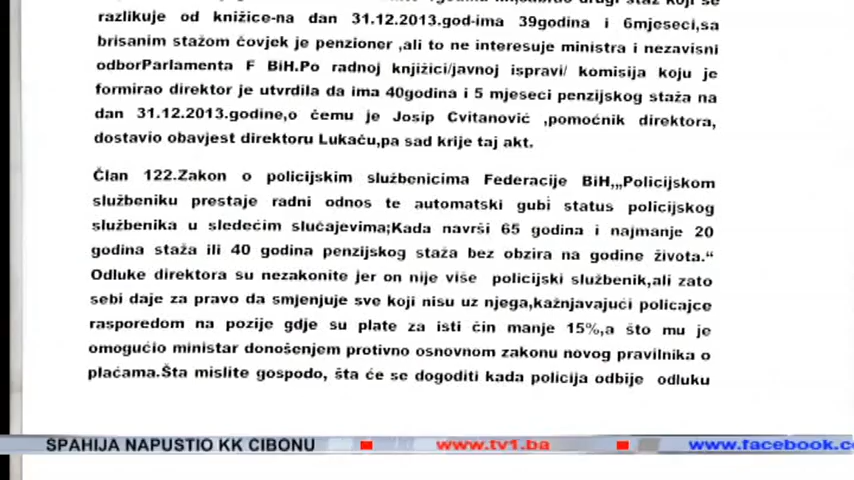 razlikuje od knižice-na dan 31.12.2013.god-ima 39godina i 6mjeseci,sa
brisanim stažom čovjek je penzioner ,ali to ne interesuje ministra i nezavisni
odborParlamenta F BiH.Po radnoj knjižici/javnoj ispravi/ komisija koju je
formirao direktor je utvrdila da ima 40godina i 5 mjeseci penzijskog staža na
dan 31.12.2013.godine,o čemu je Josip Cvitanović ,pomoćnik direktora,
dostavio obavjest direktoru Lukaču,pa sad krije taj akt.
Član 122.Zakon o policijskim službenicima Federacije BiH,„Policijskom
službeniku prestaje radni odnos te automatski gubi status policijskog
službenika u sledećim slučajevima;Kada navrši 65 godina i najmanje 20
godina staža ili 40 godina penzijskog staža bez obzira na godine života.“
Odluke direktora su nezakonite jer on nije više policijski službenik,ali zato
sebi daje za pravo da smjenjuje sve koji nisu uz njega,kažnjavajući policajce
rasporedom na pozije gdje su plate za isti čin manje 15%,a što mu je
omogućio ministar donošenjem protivno osnovnom zakonu novog pravilnika o
plaćama.Šta mislite gospodo, šta će se dogoditi kada policija odbije odluku
SPAHIJA NAPUSTIO KK CIBONU www.tv1.ba www.facebook.c